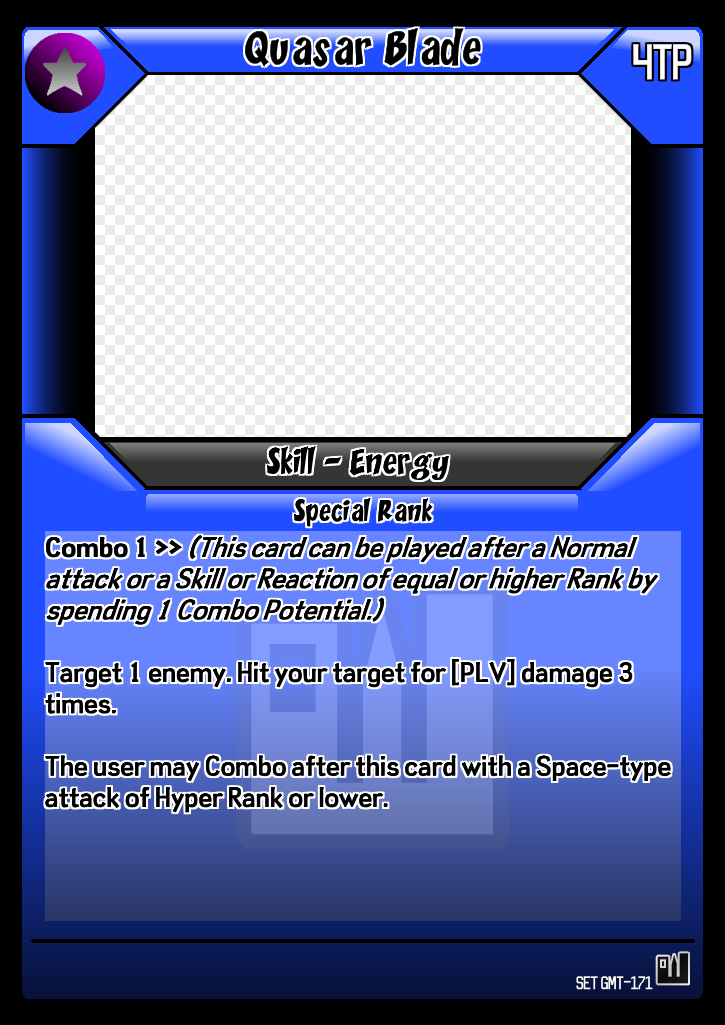 Quasar Blade
4TP
Skill - Energy
Special Rank
Combo 1 >> (This card can be played after a Normal
attack or a Skill or Reaction of equal or higher Rank by
spending 1 Combo Potential.)
Target 1 enemy. Hit your target for [PLV] damage 3
times.
The user may Combo after this card with a Space-type
attack of Hyper Rank or lower.
SET GMT-171